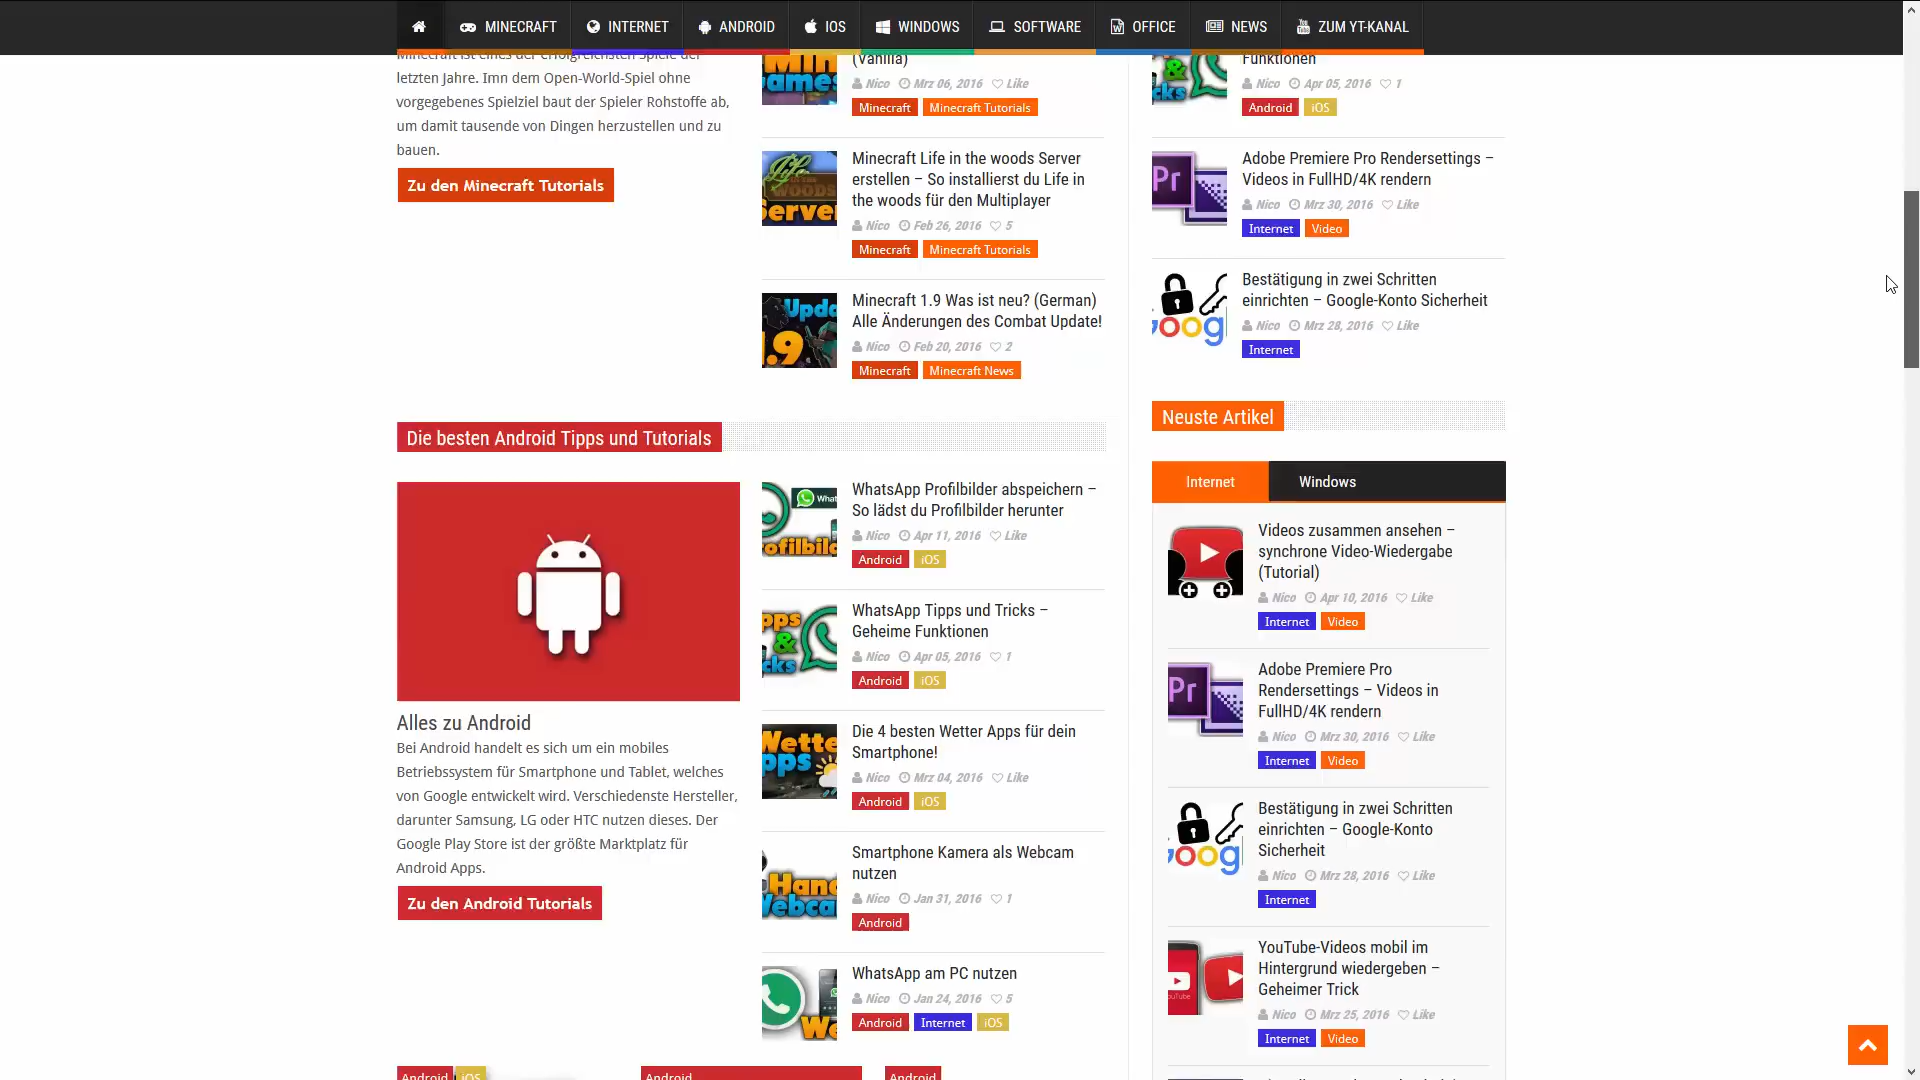 MINECRAFT
INTERNET
ANDROID
IOS
WINDOWS
SOFTWARE
OFFICE
NEWS
ZUM YT-KANAL
Minecraft ist eines der erfolgreichsten Spiele der
letzten Jahre. Imn dem Open-World-Spiel ohne
vorgegebenes Spielziel baut der Spieler Rohstoffe ab,
um damit tausende von Dingen herzustellen und zu
bauen.
Zu den Minecraft Tutorials
(Vanilla)
Nico Mrz 06, 2016 Like
Minecraft Minecraft Tutorials
Minecraft Life in the woods Server
erstellen – So installierst du Life in
the woods für den Multiplayer
Nico Feb 26, 2016 5
Minecraft Minecraft Tutorials
Minecraft 1.9 Was ist neu? (German)
Alle Änderungen des Combat Update!
Nico Feb 20, 2016 2
Minecraft Minecraft News
Funktionen
Nico Apr 05, 2016 1
Android iOS
Pr
Adobe Premiere Pro Rendersettings –
Videos in FullHD/4K rendern
Nico Mrz 30, 2016 Like
Internet Video
Bestätigung in zwei Schritten
einrichten – Google-Konto Sicherheit
Nico Mrz 28, 2016 Like
Internet
Die besten Android Tipps und Tutorials
Alles zu Android
Bei Android handelt es sich um ein mobiles
Betriebssystem für Smartphone und Tablet, welches
von Google entwickelt wird. Verschiedenste Hersteller,
darunter Samsung, LG oder HTC nutzen dieses. Der
Google Play Store ist der größte Marktplatz für
Android Apps.
Zu den Android Tutorials
WhatsApp Profilbilder abspeichern –
So lädst du Profilbilder herunter
Nico Apr 11, 2016 Like
Android iOS
WhatsApp Tipps und Tricks –
Geheime Funktionen
Nico Apr 05, 2016 1
Android iOS
Die 4 besten Wetter Apps für dein
Smartphone!
Nico Mrz 04, 2016 Like
Android iOS
Smartphone Kamera als Webcam
nutzen
Nico Jan 31, 2016 1
Android
WhatsApp am PC nutzen
Nico Jan 24, 2016 5
Android Internet iOS
Neuste Artikel
Internet Windows
Videos zusammen ansehen –
synchrone Video-Wiedergabe
(Tutorial)
Nico Apr 10, 2016 Like
Internet Video
Pr
Adobe Premiere Pro
Rendersettings – Videos in
FullHD/4K rendern
Nico Mrz 30, 2016 Like
Internet Video
Bestätigung in zwei Schritten
einrichten – Google-Konto
Sicherheit
Nico Mrz 28, 2016 Like
Internet
YouTube-Videos mobil im
Hintergrund wiedergeben –
Geheimer Trick
Nico Mrz 25, 2016 Like
Internet Video
Android iOS
Android
Android